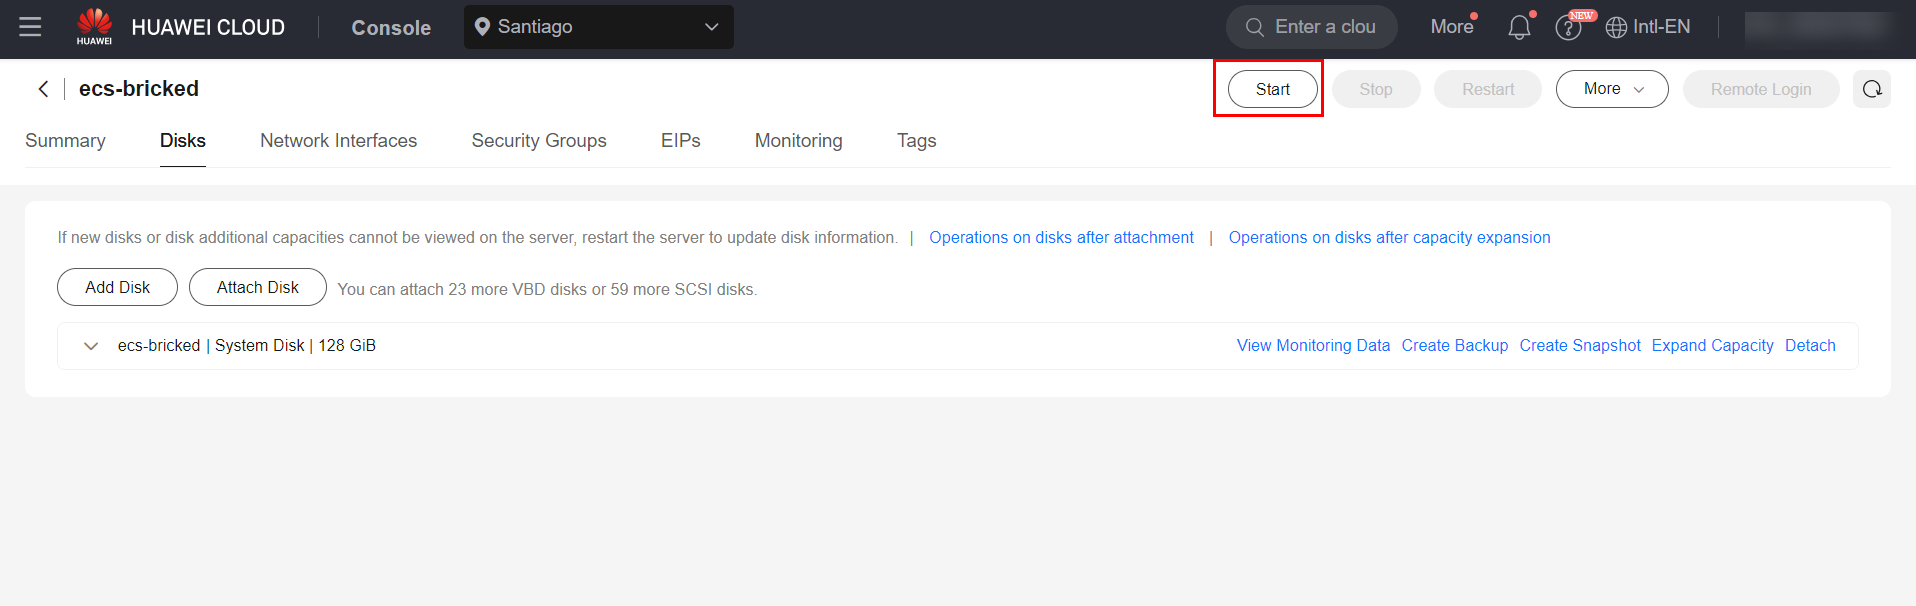 HUAWEI HUAWEI CLOUD Console Santiago Enter a clou More NEW Intl-EN
ecs-bricked Start Stop Restart More Remote Login
Summary Disks Network Interfaces Security Groups EIPs Monitoring Tags
If new disks or disk additional capacities cannot be viewed on the server, restart the server to update disk information. | Operations on disks after attachment | Operations on disks after capacity expansion
Add Disk Attach Disk You can attach 23 more VBD disks or 59 more SCSI disks.
ecs-bricked | System Disk | 128 GiB View Monitoring Data Create Backup Create Snapshot Expand Capacity Detach